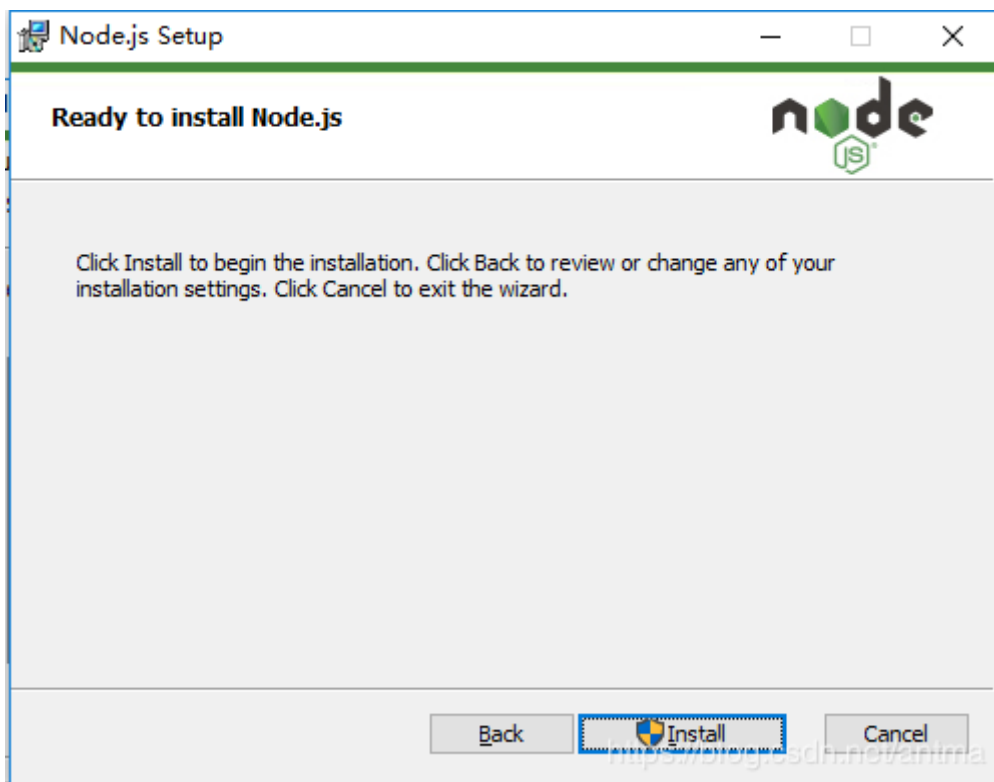 Node.js Setup
Ready to install Node.js
node
JS
Click Install to begin the installation. Click Back to review or change any of your
installation settings. Click Cancel to exit the wizard.
Back
Install
Cancel
https://blog.csdn.net/antma